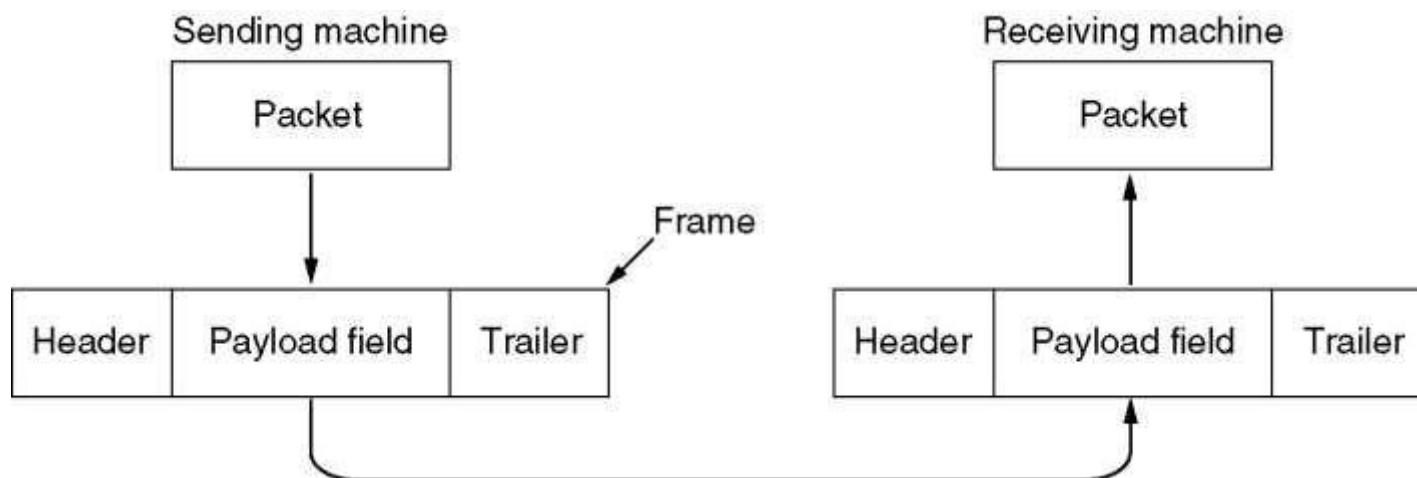 Sending machine
Receiving machine
Packet
Packet
Frame
Header
Payload field
Trailer
Header
Payload field
Trailer